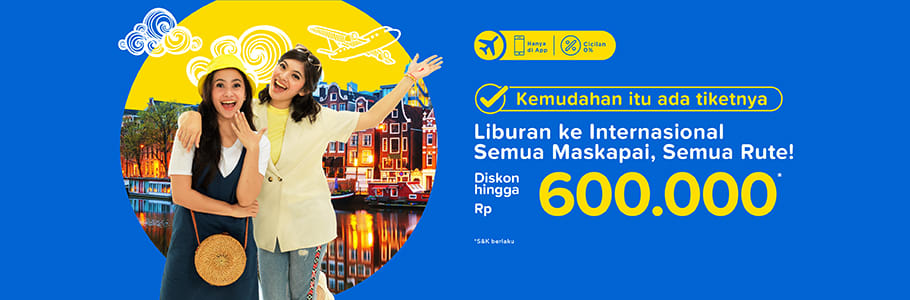 Hanya
di App
Cicilan
0%
Kemudahan itu ada tiketnya
Liburan ke Internasional
Semua Maskapai, Semua Rute!
Diskon
hingga
Rp
600.000*
*S&K berlaku